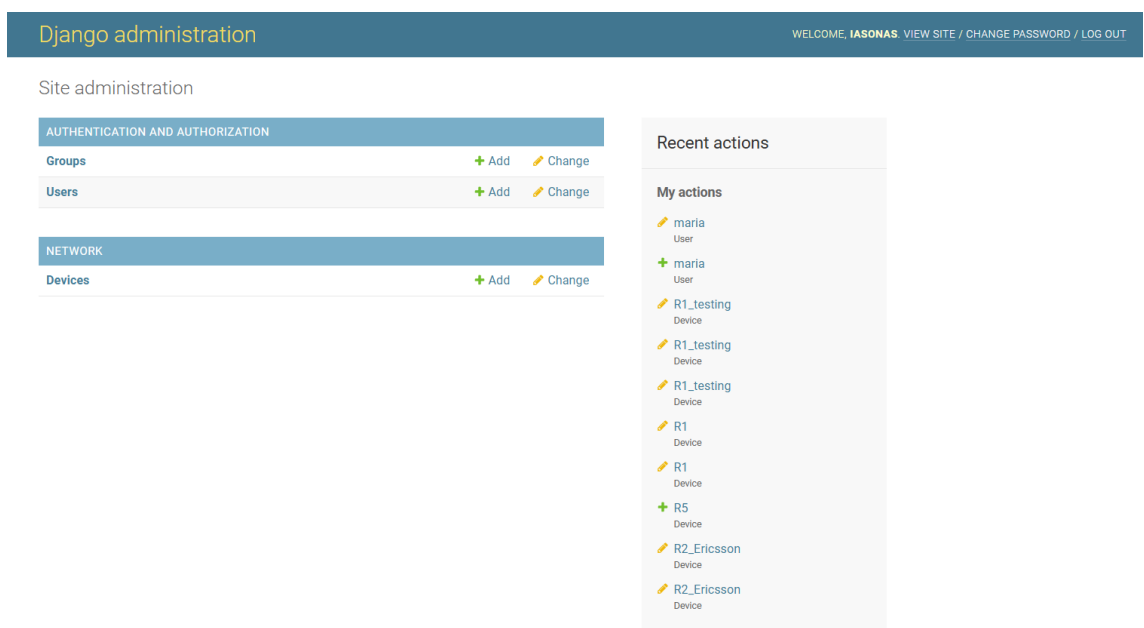 Django administration
WELCOME, IASONAS. VIEW SITE / CHANGE PASSWORD / LOG OUT
Site administration
AUTHENTICATION AND AUTHORIZATION
Groups Add Change
Users Add Change
NETWORK
Devices Add Change
Recent actions
My actions
maria
User
maria
User
R1_testing
Device
R1_testing
Device
R1_testing
Device
R1
Device
R1
Device
R5
Device
R2_Ericsson
Device
R2_Ericsson
Device